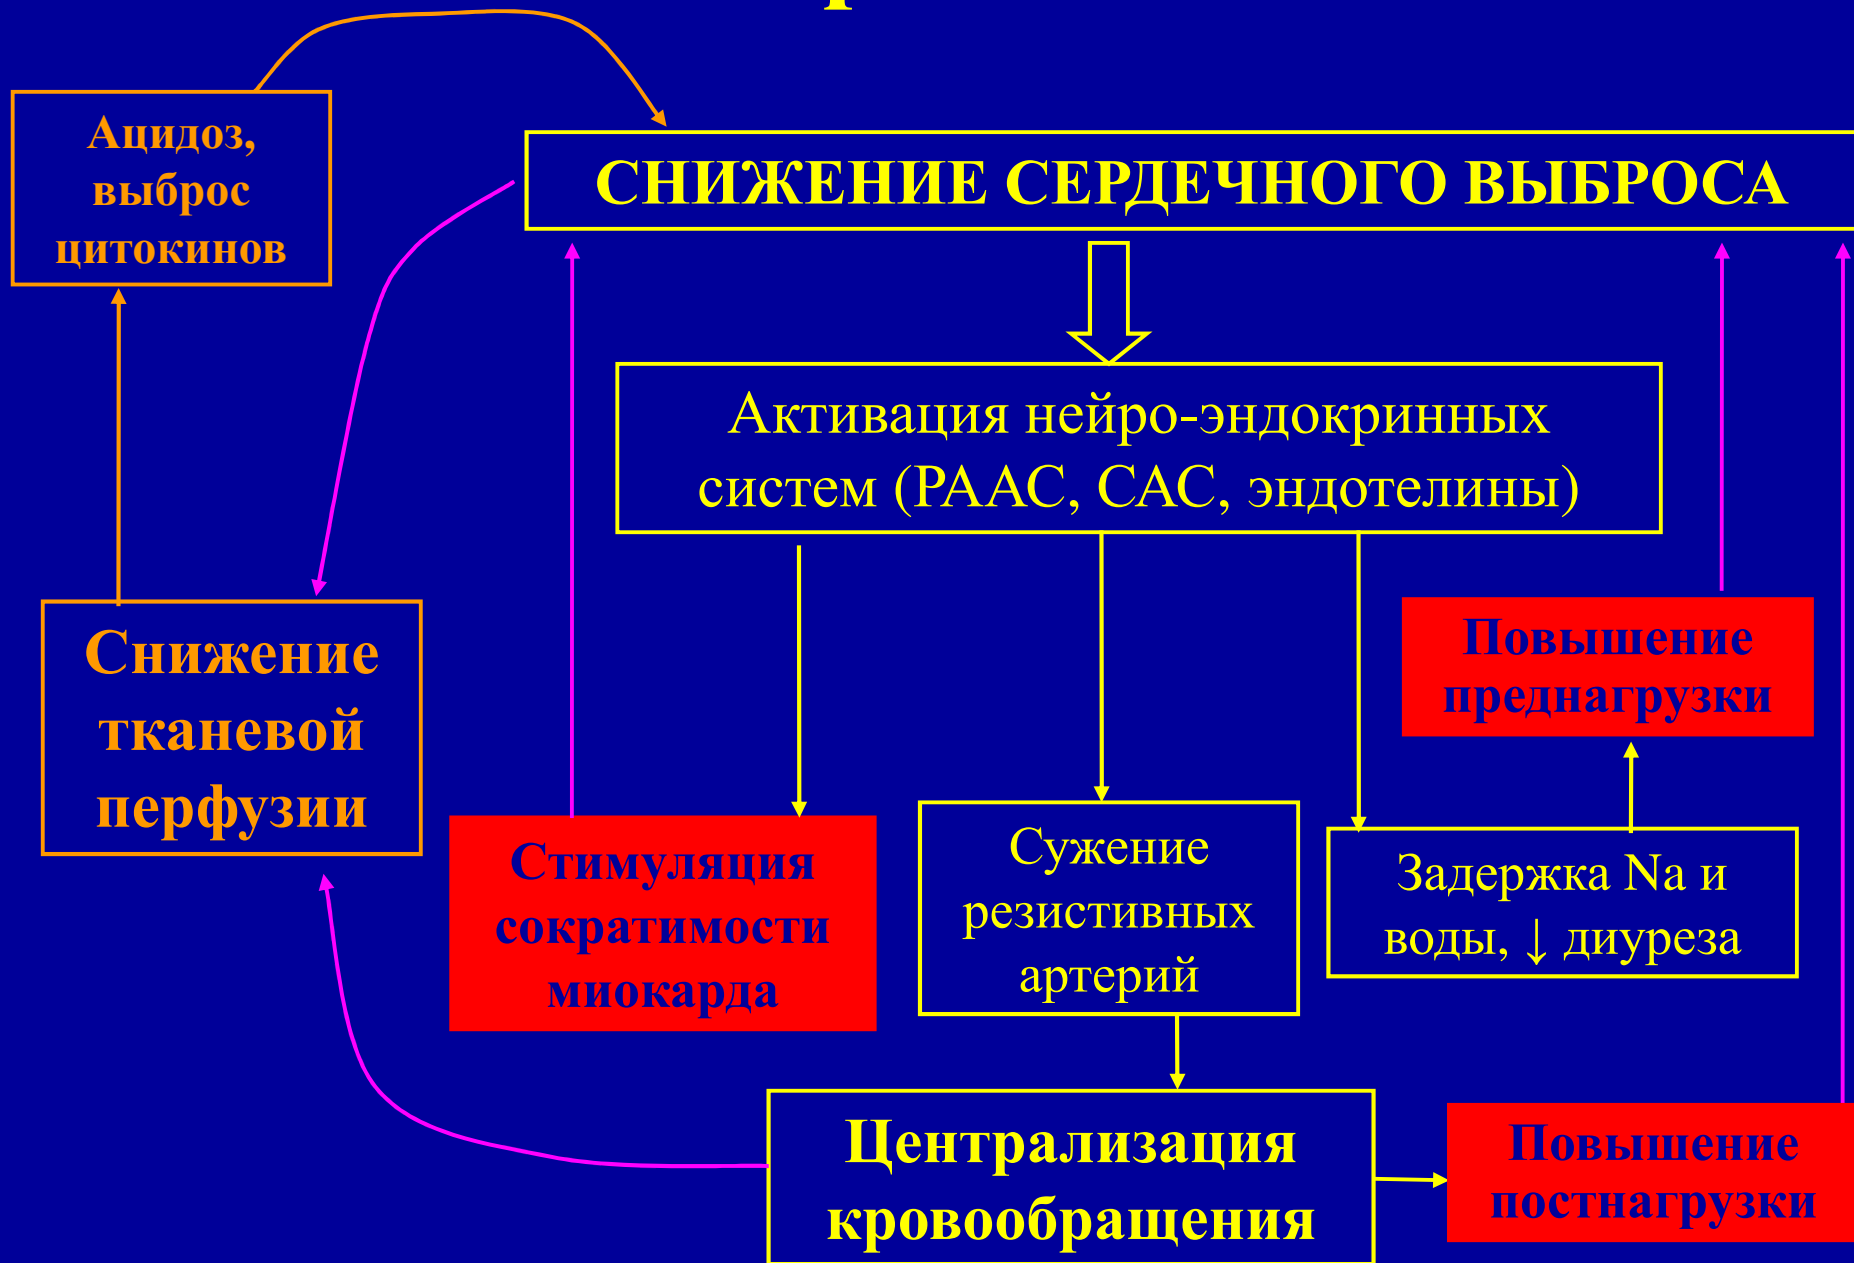 Ацидоз,
выброс
цитокинов
СНИЖЕНИЕ СЕРДЕЧНОГО ВЫБРОСА
Активация нейро-эндокринных
систем (РААС, САС, эндотелины)
Снижение
тканевой
перфузии
Повышение
преднагрузки
Стимуляция
сократимости
миокарда
Сужение
резистивных
артерий
Задержка Na и
воды, ↓ диуреза
Централизация
кровообращения
Повышение
постнагрузки